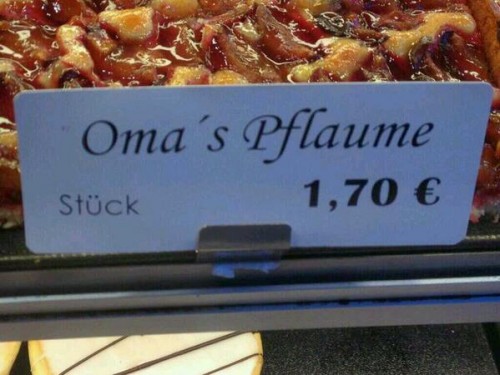 Oma´s Pflaume
Stück 1,70 €